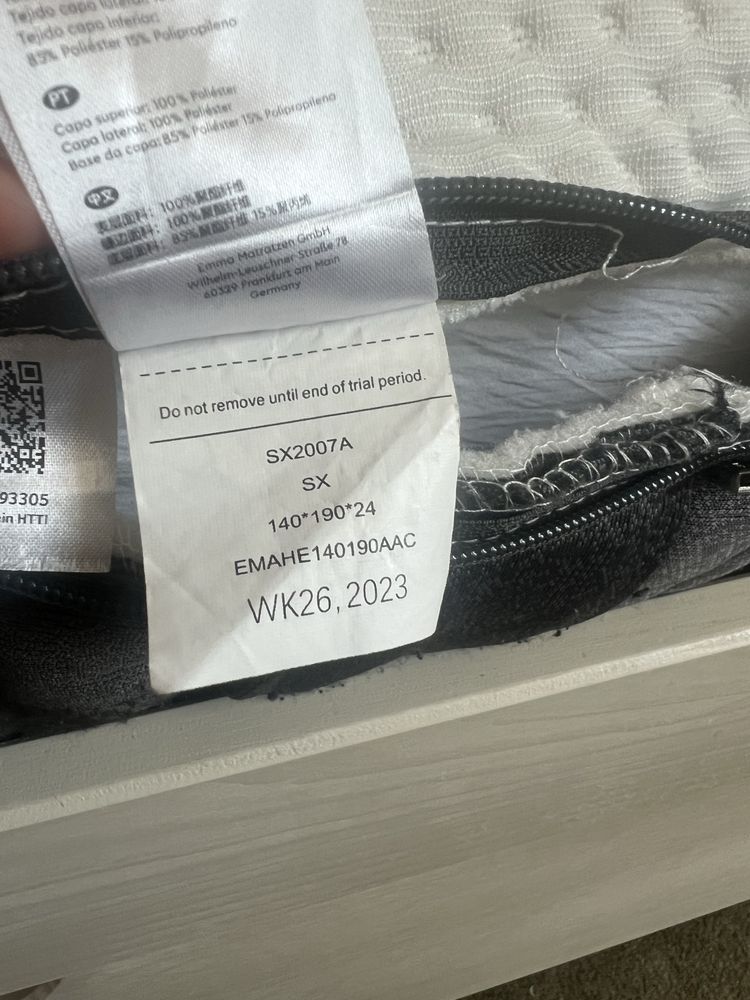 Tejido capa inferior:
85% Poliéster 15% Polipropileno
PT
Capa superior: 100% Poliéster
Capa lateral: 100% Poliéster
Base da capa: 85% Poliéster 15% Polipropileno
中文
100%聚酯纤维
100%聚酯纤维
85%聚酯纤维 15%聚丙烯
Emma Matratzen GmbH
Wilhelm-Leuschner Straße 78
60329 Frankfurt am Main
Germany
Do not remove until end of trial period.
SX2007A
SX
140*190*24
EMAHE140190AAC
WK26, 2023
93305
in HTTI